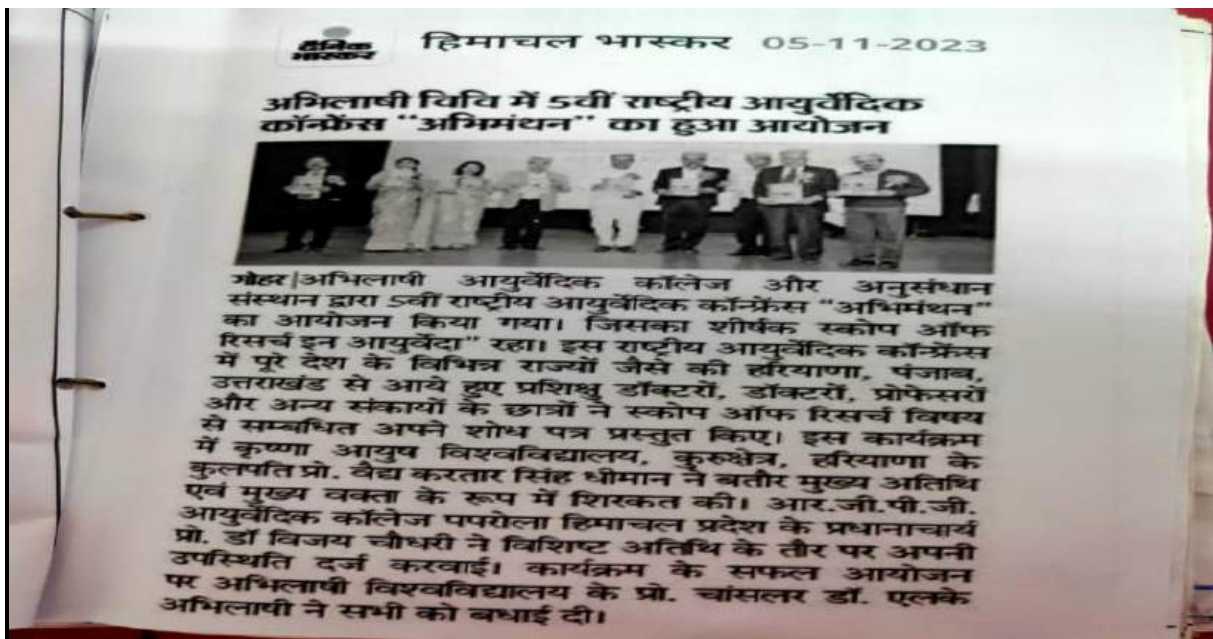 दैनिक
भास्कर
हिमाचल भास्कर 05-11-2023
अभिलाषी विवि में 5वीं राष्ट्रीय आयुर्वेदिक
कॉन्फ्रेंस "अभिमंथन" का हुआ आयोजन
गोहर|अभिलाषी आयुर्वेदिक कॉलेज और अनुसंधान
संस्थान द्वारा 5वीं राष्ट्रीय आयुर्वेदिक कॉन्फ्रेंस "अभिमंथन"
का आयोजन किया गया। जिसका शीर्षक स्कोप ऑफ
रिसर्च इन आयुर्वेदा" रहा। इस राष्ट्रीय आयुर्वेदिक कॉन्फ्रेंस
में पूरे देश के विभिन्न राज्यों जैसे की हरियाणा, पंजाब,
उत्तराखंड से आये हुए प्रशिक्षु डॉक्टरों, डॉक्टरों, प्रोफेसरों
और अन्य संकायों के छात्रों ने स्कोप ऑफ रिसर्च विषय
से सम्बधित अपने शोध पत्र प्रस्तुत किए। इस कार्यक्रम
में कृष्णा आयुष विश्वविद्यालय, कुरुक्षेत्र, हरियाणा के
कुलपति प्रो. वैद्य करतार सिंह धीमान ने बतौर मुख्य अतिथि
एवं मुख्य वक्ता के रूप में शिरकत की। आर.जी.पी.जी.
आयुर्वेदिक कॉलेज पपरोला हिमाचल प्रदेश के प्रधानाचार्य
प्रो. डॉ विजय चौधरी ने विशिष्ट अतिथि के तौर पर अपनी
उपस्थिति दर्ज करवाई। कार्यक्रम के सफल आयोजन
पर अभिलाषी विश्वविद्यालय के प्रो. चांसलर डॉ. एलके
अभिलाषी ने सभी को बधाई दी।